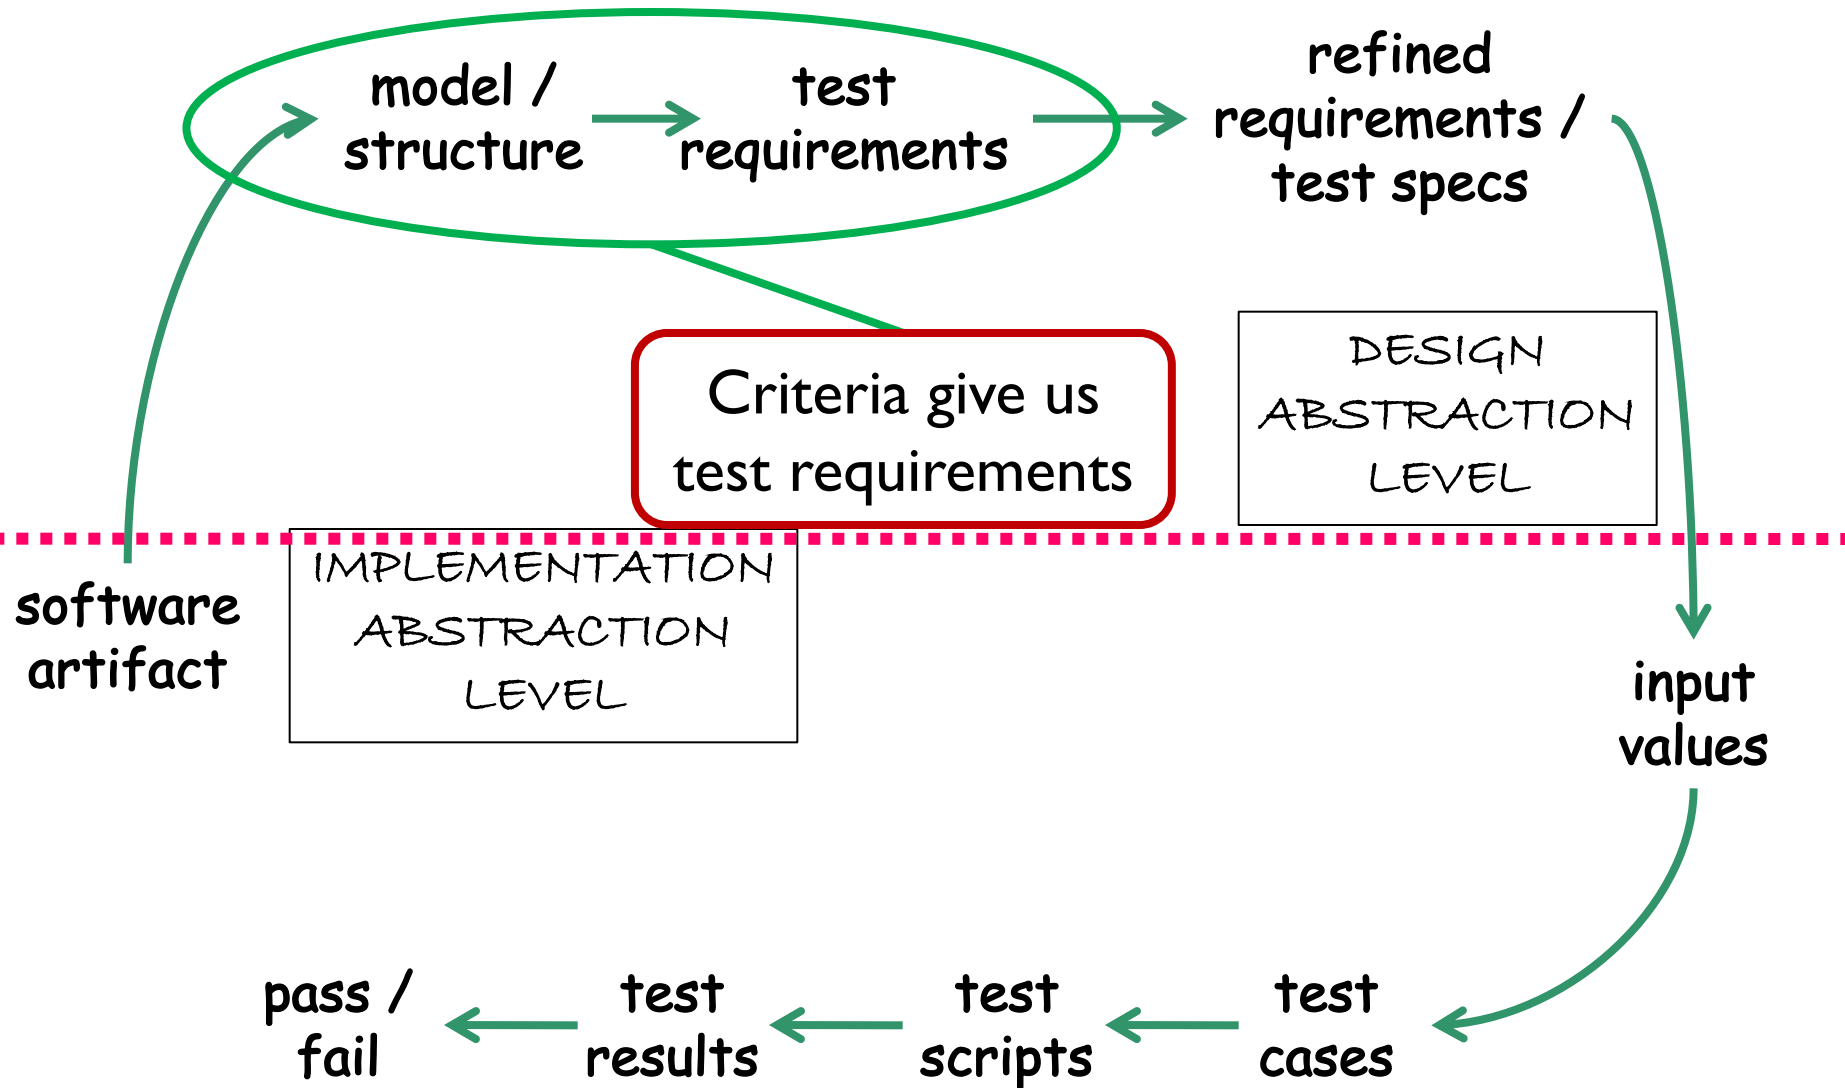 model /
structure
test
requirements
refined
requirements /
test specs
Criteria give us
test requirements
DESIGN
ABSTRACTION
LEVEL
IMPLEMENTATION
ABSTRACTION
LEVEL
software
artifact
input
values
pass /
fail
test
results
test
scripts
test
cases